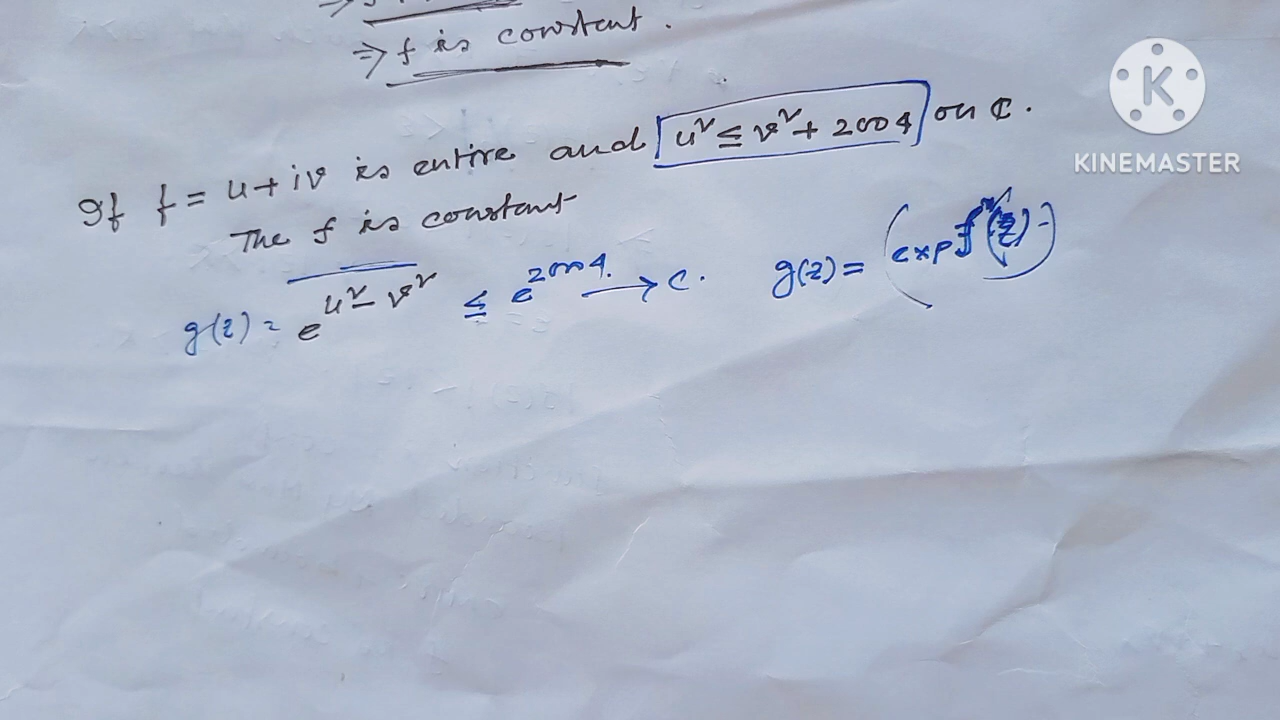 ⇒ f is constant.
If f = u + iv is entire and u² ≤ v² + 2004 on ℂ.
The f is constant
g(z) = e^{u² - v²} ≤ e^{2004} → c. g(z) = (exp f²(z))
K
KINEMASTER